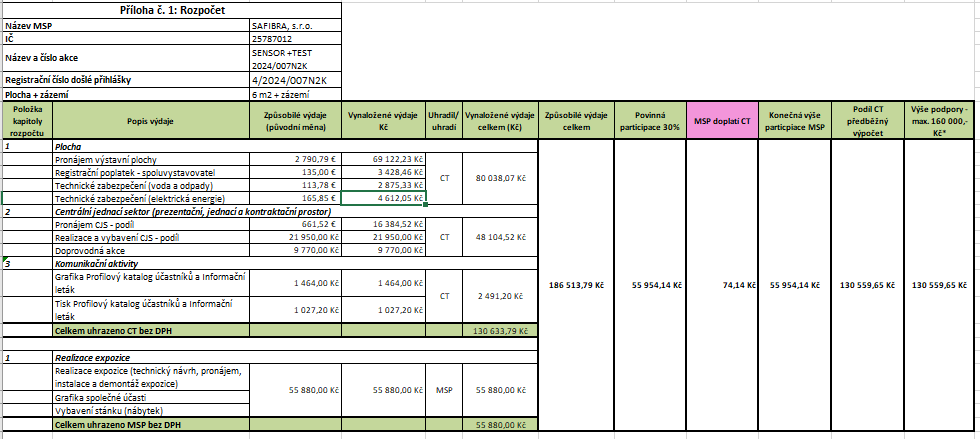 Příloha č. 1: Rozpočet
Název MSP SAFIBRA, s.r.o.
IČ 25787012
Název a číslo akce SENSOR +TEST 2024/007N2K
Registrační číslo došlé přihlášky 4/2024/007N2K
Plocha + zázemí 6 m2 + zázemí
Položka kapitoly rozpočtu Popis výdaje Způsobilé výdaje (původní měna) Vynaložené výdaje Kč Uhradil/ uhradí Vynaložené výdaje celkem (Kč) Způsobilé výdaje celkem Povinná participace 30% MSP doplatí CT Konečná výše participace MSP Podíl CT předběžný výpočet Výše podpory - max. 160 000,- Kč*
1 Plocha
Pronájem výstavní plochy 2 790,79 € 69 122,23 Kč
Registrační poplatek - spoluvystavovatel 135,00 € 3 428,46 Kč
CT 80 038,07 Kč
Technické zabezpečení (voda a odpady) 113,78 € 2 875,33 Kč
Technické zabezpečení (elektrická energie) 165,85 € 4 612,05 Kč
2 Centrální jednací sektor (prezentační, jednací a kontraktační prostor)
Pronájem CJS - podíl 661,52 € 16 384,52 Kč
Realizace a vybavení CJS - podíl 21 950,00 Kč 21 950,00 Kč CT 48 104,52 Kč
Doprovodná akce 9 770,00 Kč 9 770,00 Kč
3 Komunikační aktivity
Grafika Profilový katalog účastníků a Informační leták 1 464,00 Kč 1 464,00 Kč
186 513,79 Kč 55 954,14 Kč 74,14 Kč 55 954,14 Kč 130 559,65 Kč 130 559,65 Kč
CT 2 491,20 Kč
Tisk Profilový katalog účastníků a Informační leták 1 027,20 Kč 1 027,20 Kč
Celkem uhrazeno CT bez DPH 130 633,79 Kč
1 Realizace expozice
Realizace expozice (technický návrh, pronájem, instalace a demontáž expozice)
55 880,00 Kč 55 880,00 Kč MSP 55 880,00 Kč
Grafika společné účasti
Vybavení stánku (nábytek)
Celkem uhrazeno MSP bez DPH 55 880,00 Kč